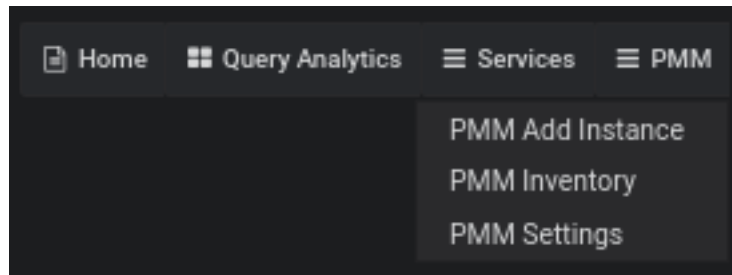 Home Query Analytics Services PMM
PMM Add Instance
PMM Inventory
PMM Settings